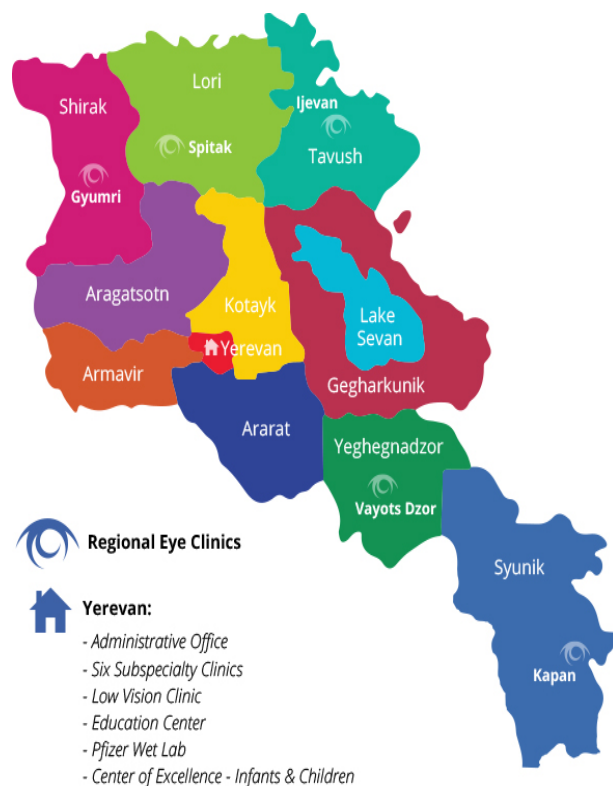 Lori
Shirak
Ijevan
Spitak
Tavush
Gyumri
Aragatsotn
Kotayk
Lake
Sevan
Yerevan
Armavir
Gegharkunik
Ararat
Yeghegnadzor
Vayots Dzor
Regional Eye Clinics
Syunik
Kapan
Yerevan:
- Administrative Office
- Six Subspecialty Clinics
- Low Vision Clinic
- Education Center
- Pfizer Wet Lab
- Center of Excellence - Infants & Children